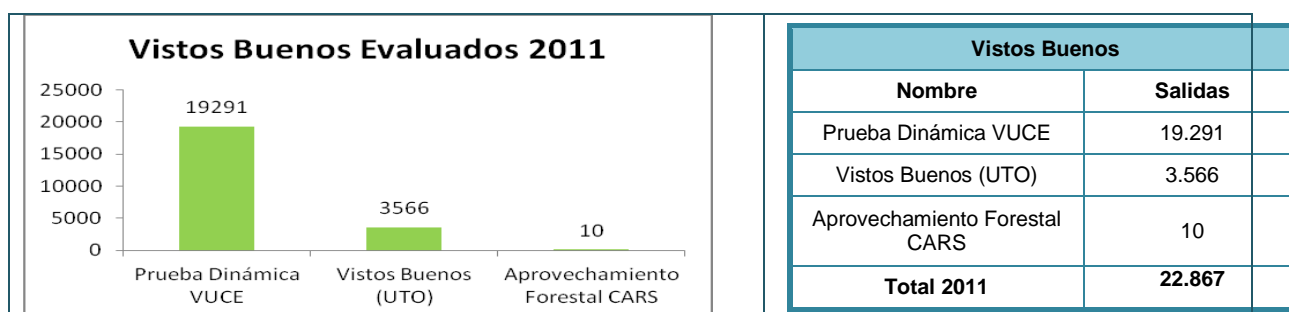 Vistos Buenos Evaluados 2011
25000
20000
15000
10000
5000
0
19291
3566
10
Prueba Dinámica
VUCE
Vistos Buenos
(UTO)
Aprovechamiento
Forestal CARS
Vistos Buenos
Nombre Salidas
Prueba Dinámica VUCE 19.291
Vistos Buenos (UTO) 3.566
Aprovechamiento Forestal
CARS 10
Total 2011 22.867